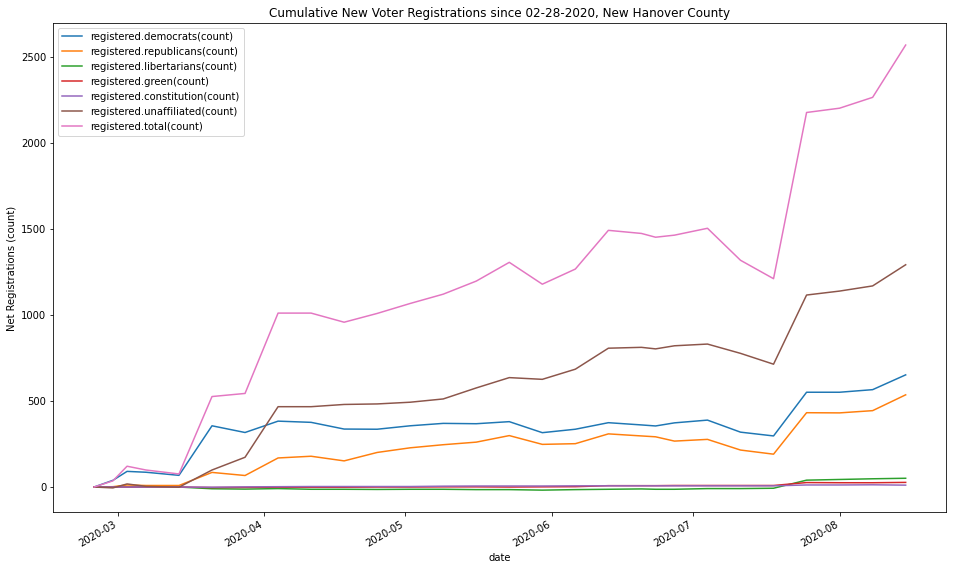 Cumulative New Voter Registrations since 02-28-2020, New Hanover County
registered.democrats(count)
registered.republicans(count)
registered.libertarians(count)
registered.green(count)
registered.constitution(count)
registered.unaffiliated(count)
registered.total(count)
Net Registrations (count)
2500
2000
1500
1000
500
0
2020-03
2020-04
2020-05
2020-06
2020-07
2020-08
date